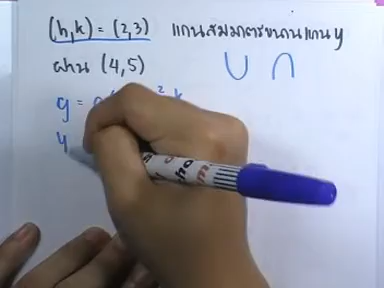 (h,k) = (2,3) แกนสมมาตรขนานแกน y
ผ่าน (4,5)
y =
y